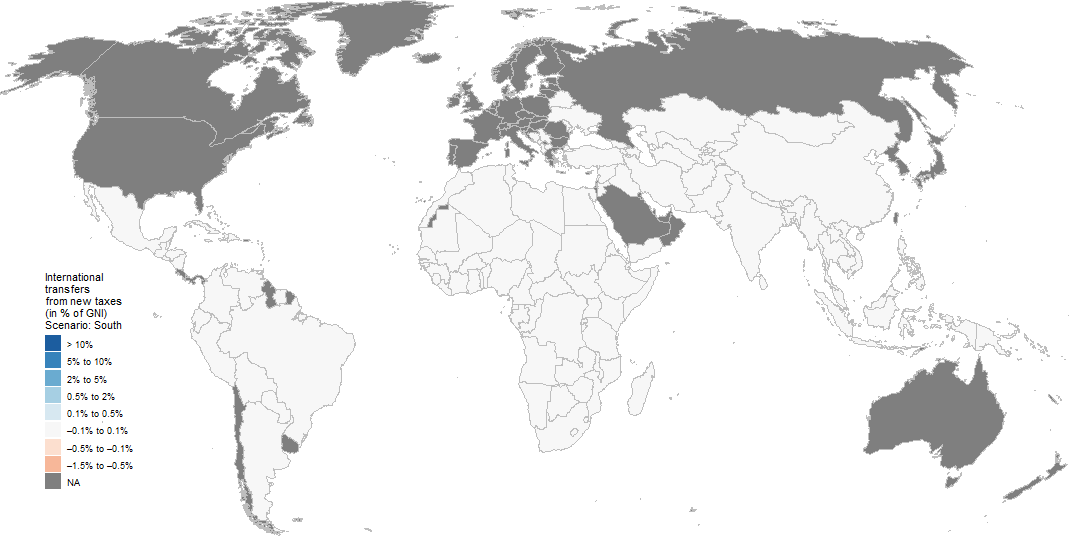 International
transfers
from new taxes
(in % of GNI)
Scenario: South
> 10%
5% to 10%
2% to 5%
0.5% to 2%
0.1% to 0.5%
–0.1% to 0.1%
–0.5% to –0.1%
–1.5% to –0.5%
NA